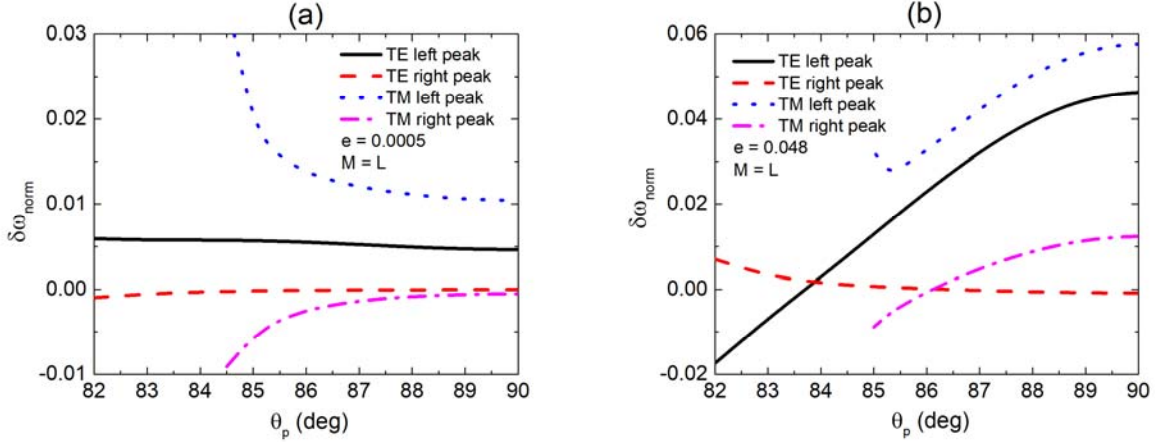 (a)
0.03
0.02
0.01
0.00
-0.01
δω_norm
TE left peak
TE right peak
TM left peak
TM right peak
e = 0.0005
M = L
82 83 84 85 86 87 88 89 90
θ_p (deg)
(b)
0.06
0.04
0.02
0.00
-0.02
δω_norm
TE left peak
TE right peak
TM left peak
TM right peak
e = 0.048
M = L
82 83 84 85 86 87 88 89 90
θ_p (deg)